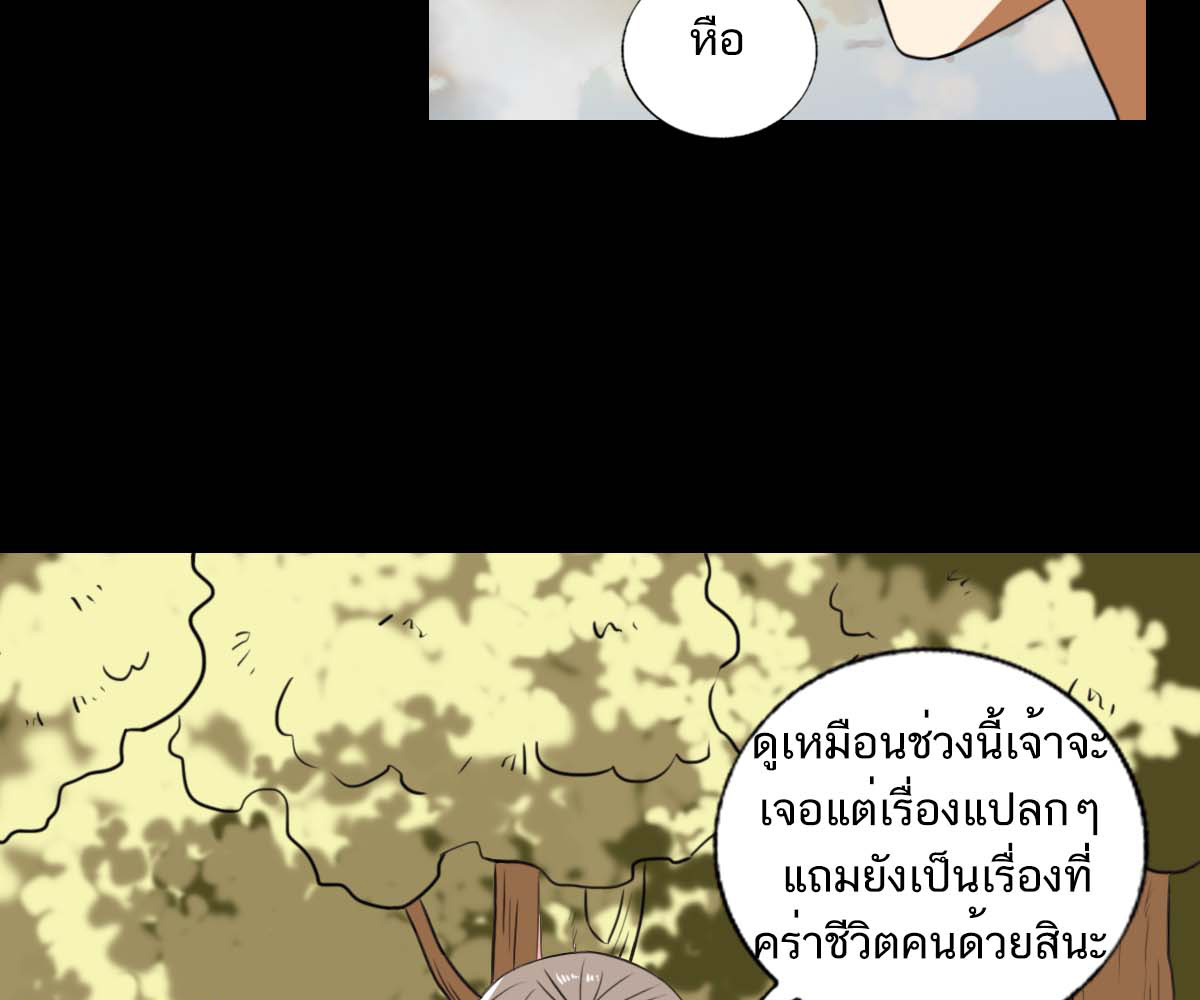 หือ
ดูเหมือนช่วงนี้เจ้าจะ
เจอแต่เรื่องแปลกๆ
แถมยังเป็นเรื่องที่
คร่าชีวิตคนด้วยสินะ